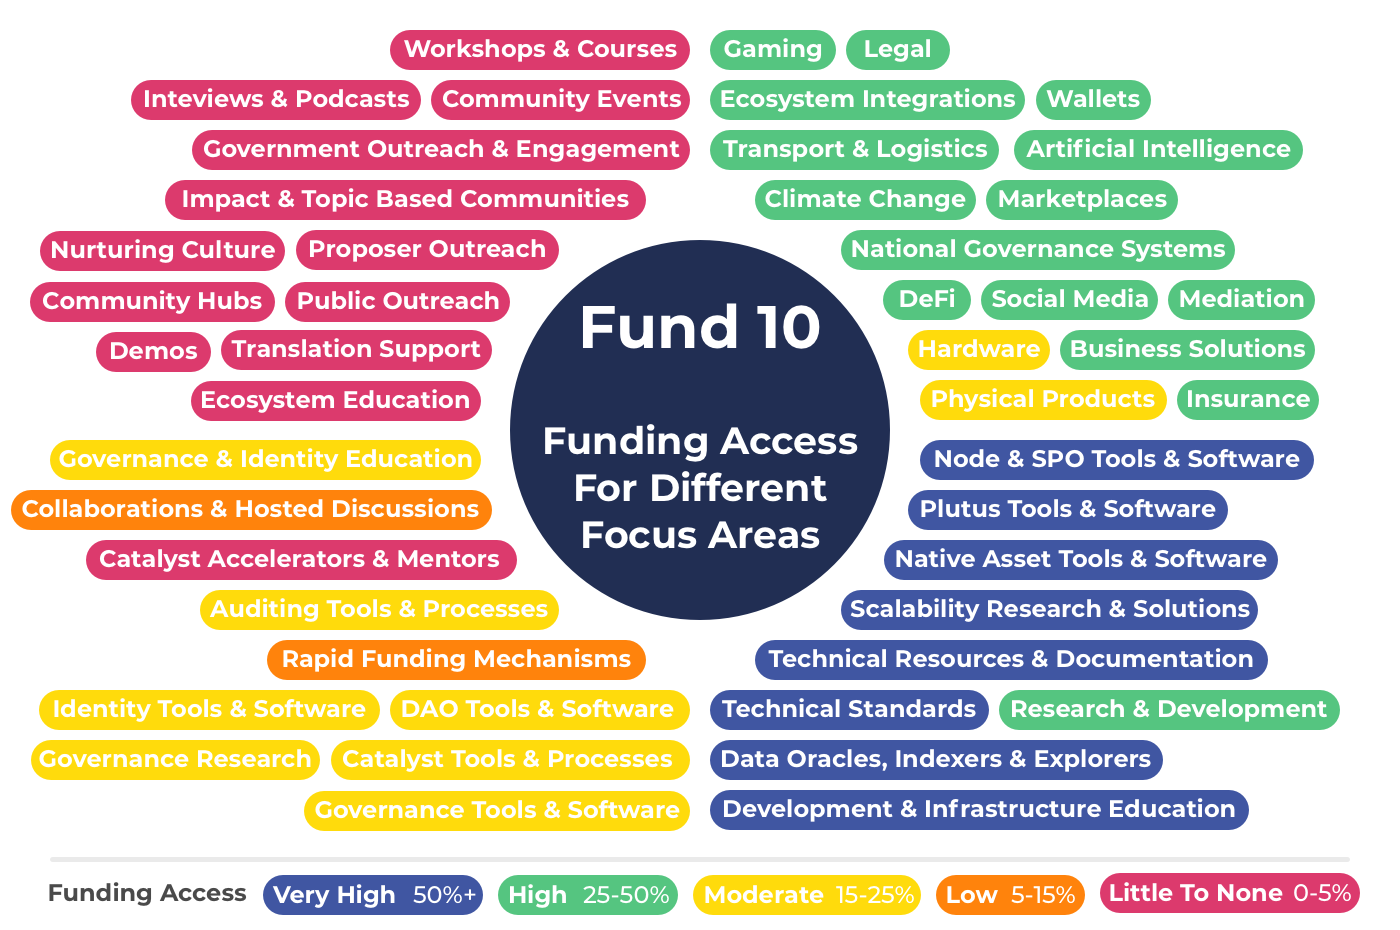 Workshops & Courses
Gaming
Legal
Inteviews & Podcasts
Community Events
Ecosystem Integrations
Wallets
Government Outreach & Engagement
Transport & Logistics
Artificial Intelligence
Impact & Topic Based Communities
Climate Change
Marketplaces
Nurturing Culture
Proposer Outreach
National Governance Systems
Community Hubs
Public Outreach
DeFi
Social Media
Mediation
Demos
Translation Support
Hardware
Business Solutions
Ecosystem Education
Physical Products
Insurance
Fund 10
Funding Access
For Different
Focus Areas
Governance & Identity Education
Node & SPO Tools & Software
Collaborations & Hosted Discussions
Plutus Tools & Software
Catalyst Accelerators & Mentors
Native Asset Tools & Software
Auditing Tools & Processes
Scalability Research & Solutions
Rapid Funding Mechanisms
Technical Resources & Documentation
Identity Tools & Software
DAO Tools & Software
Technical Standards
Research & Development
Governance Research
Catalyst Tools & Processes
Data Oracles, Indexers & Explorers
Governance Tools & Software
Development & Infrastructure Education
Funding Access
Very High 50%+
High 25-50%
Moderate 15-25%
Low 5-15%
Little To None 0-5%